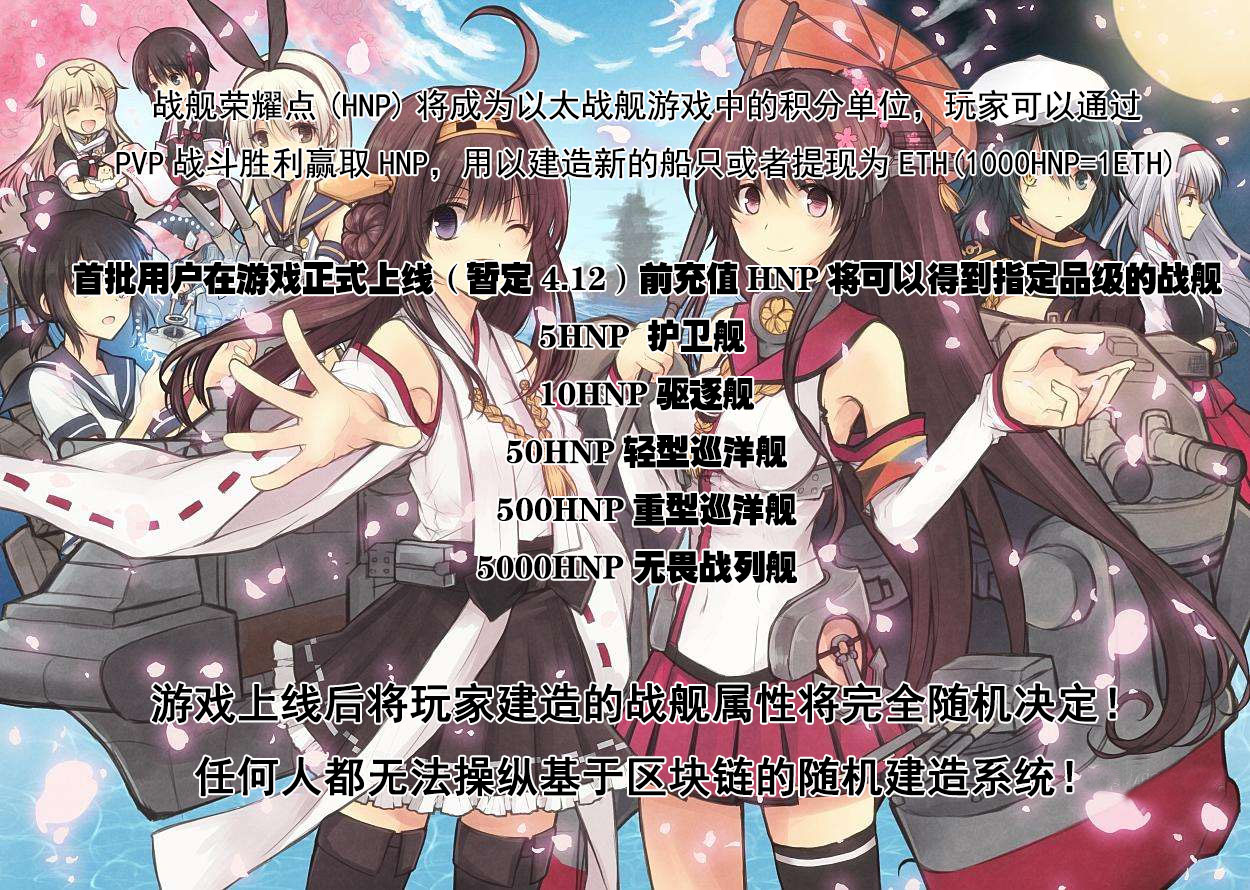 战舰荣耀点 (HNP) 将成为以太战舰游戏中的积分单位，玩家可以通过
PVP 战斗胜利赢取 HNP，用以建造新的船只或者提现为 ETH(1000HNP=1ETH)
首批用户在游戏正式上线（暂定 4.12）前充值 HNP 将可以得到指定品级的战舰
5HNP 护卫舰
10HNP 驱逐舰
50HNP 轻型巡洋舰
500HNP 重型巡洋舰
5000HNP 无畏战列舰
游戏上线后将玩家建造的战舰属性将完全随机决定！
任何人都无法操纵基于区块链的随机建造系统！